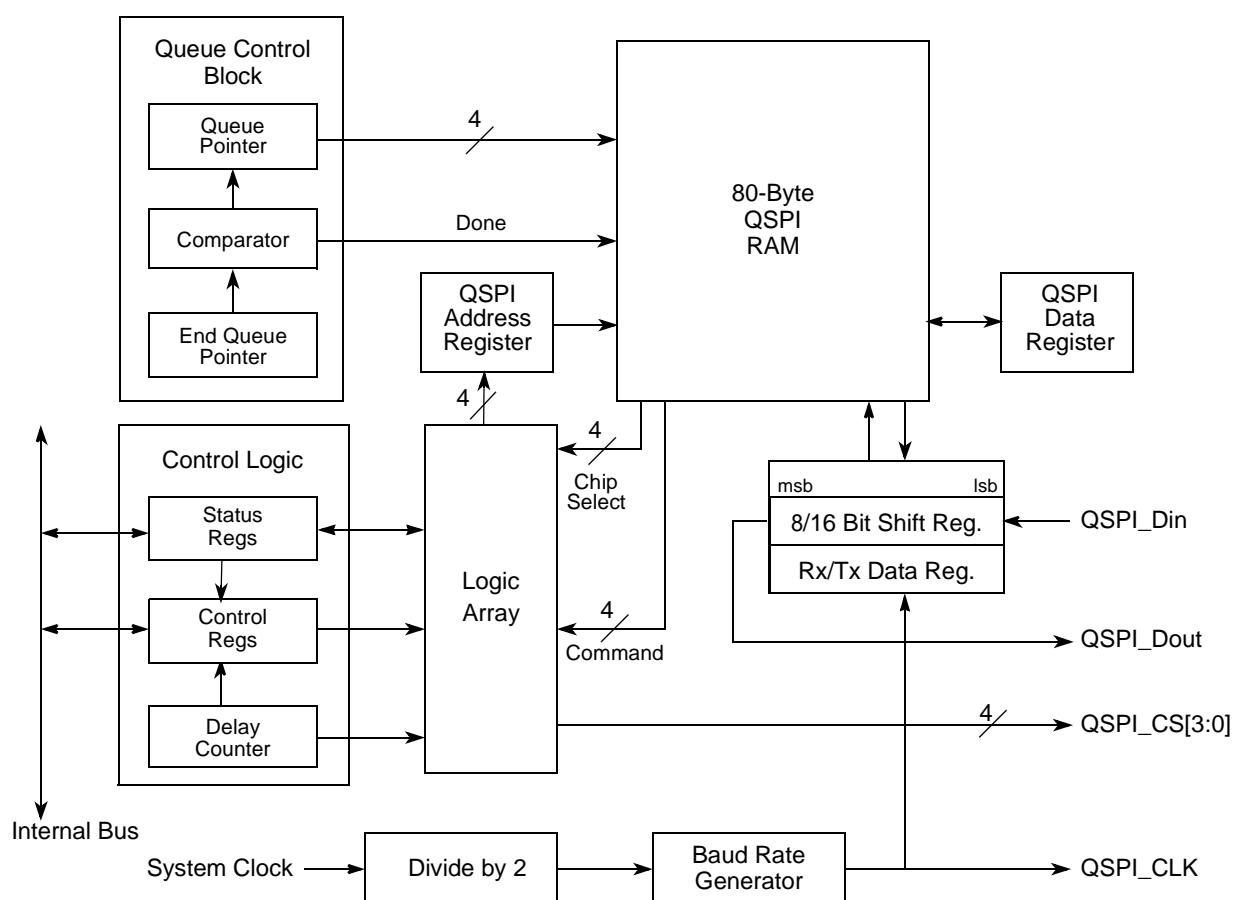 Queue Control
Block
Queue
Pointer
4
Comparator
Done
End Queue
Pointer
80-Byte
QSPI
RAM
QSPI
Address
Register
QSPI
Data
Register
4
Control Logic
Status
Regs
Control
Regs
Delay
Counter
Logic
Array
4
Chip
Select
4
Command
msb
lsb
8/16 Bit Shift Reg.
Rx/Tx Data Reg.
QSPI_Din
QSPI_Dout
4
QSPI_CS[3:0]
Internal Bus
System Clock
Divide by 2
Baud Rate
Generator
QSPI_CLK